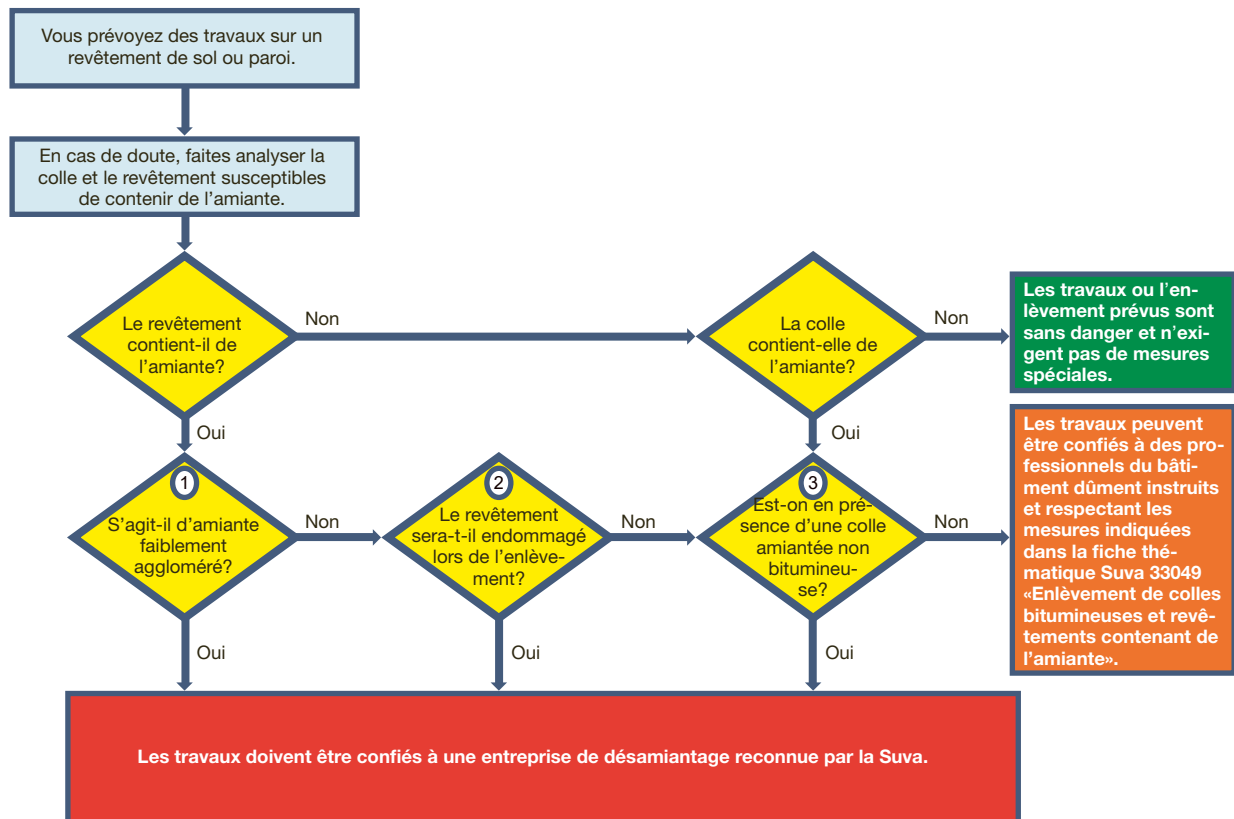 Vous prévoyez des travaux sur un
revêtement de sol ou paroi.
En cas de doute, faites analyser la
colle et le revêtement susceptibles
de contenir de l'amiante.
Le revêtement
contient-il de
l'amiante?
Non
La colle
contient-elle de
l'amiante?
Non
Les travaux ou l'en-
lèvement prévus sont
sans danger et n'exi-
gent pas de mesures
spéciales.
Oui
Oui
1
S'agit-il d'amiante
faiblement
aggloméré?
Non
2
Le revêtement
sera-t-il endommagé
lors de l'enlève-
ment?
Non
3
Est-on en pré-
sence d'une colle
amiantée non
bitumineu-
se?
Non
Les travaux peuvent
être confiés à des pro-
fessionnels du bâti-
ment dûment instruits
et respectant les
mesures indiquées
dans la fiche thé-
matique Suva 33049
«Enlèvement de colles
bitumineuses et revê-
tements contenant de
l'amiante».
Oui
Oui
Oui
Les travaux doivent être confiés à une entreprise de désamiantage reconnue par la Suva.